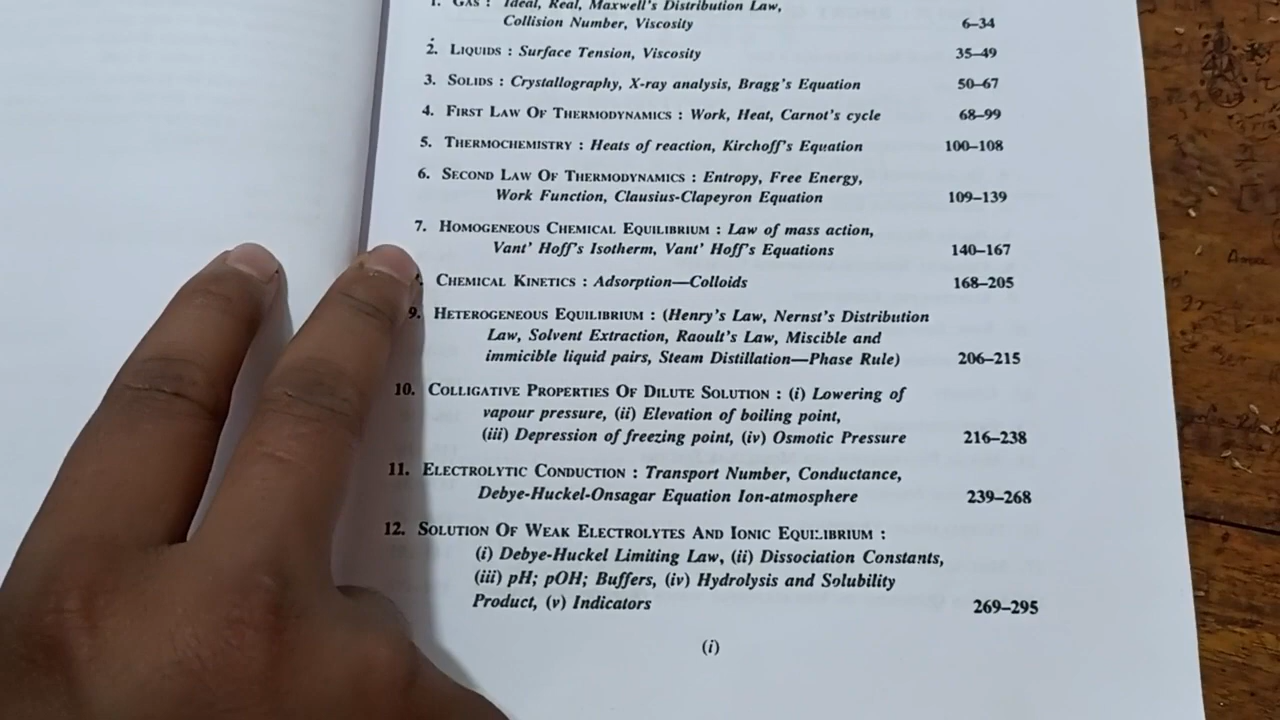 1. GAS : Ideal, Real, Maxwell's Distribution Law,
Collision Number, Viscosity 6–34
2. LIQUIDS : Surface Tension, Viscosity 35–49
3. SOLIDS : Crystallography, X-ray analysis, Bragg's Equation 50–67
4. FIRST LAW OF THERMODYNAMICS : Work, Heat, Carnot's cycle 68–99
5. THERMOCHEMISTRY : Heats of reaction, Kirchoff's Equation 100–108
6. SECOND LAW OF THERMODYNAMICS : Entropy, Free Energy,
Work Function, Clausius-Clapeyron Equation 109–139
7. HOMOGENEOUS CHEMICAL EQUILIBRIUM : Law of mass action,
Vant' Hoff's Isotherm, Vant' Hoff's Equations 140–167
CHEMICAL KINETICS : Adsorption—Colloids 168–205
9. HETEROGENEOUS EQUILIBRIUM : (Henry's Law, Nernst's Distribution
Law, Solvent Extraction, Raoult's Law, Miscible and
immicible liquid pairs, Steam Distillation—Phase Rule) 206–215
10. COLLIGATIVE PROPERTIES OF DILUTE SOLUTION : (i) Lowering of
vapour pressure, (ii) Elevation of boiling point,
(iii) Depression of freezing point, (iv) Osmotic Pressure 216–238
11. ELECTROLYTIC CONDUCTION : Transport Number, Conductance,
Debye-Huckel-Onsagar Equation Ion-atmosphere 239–268
12. SOLUTION OF WEAK ELECTROLYTES AND IONIC EQUILIBRIUM :
(i) Debye-Huckel Limiting Law, (ii) Dissociation Constants,
(iii) pH; pOH; Buffers, (iv) Hydrolysis and Solubility
Product, (v) Indicators 269–295
(i)